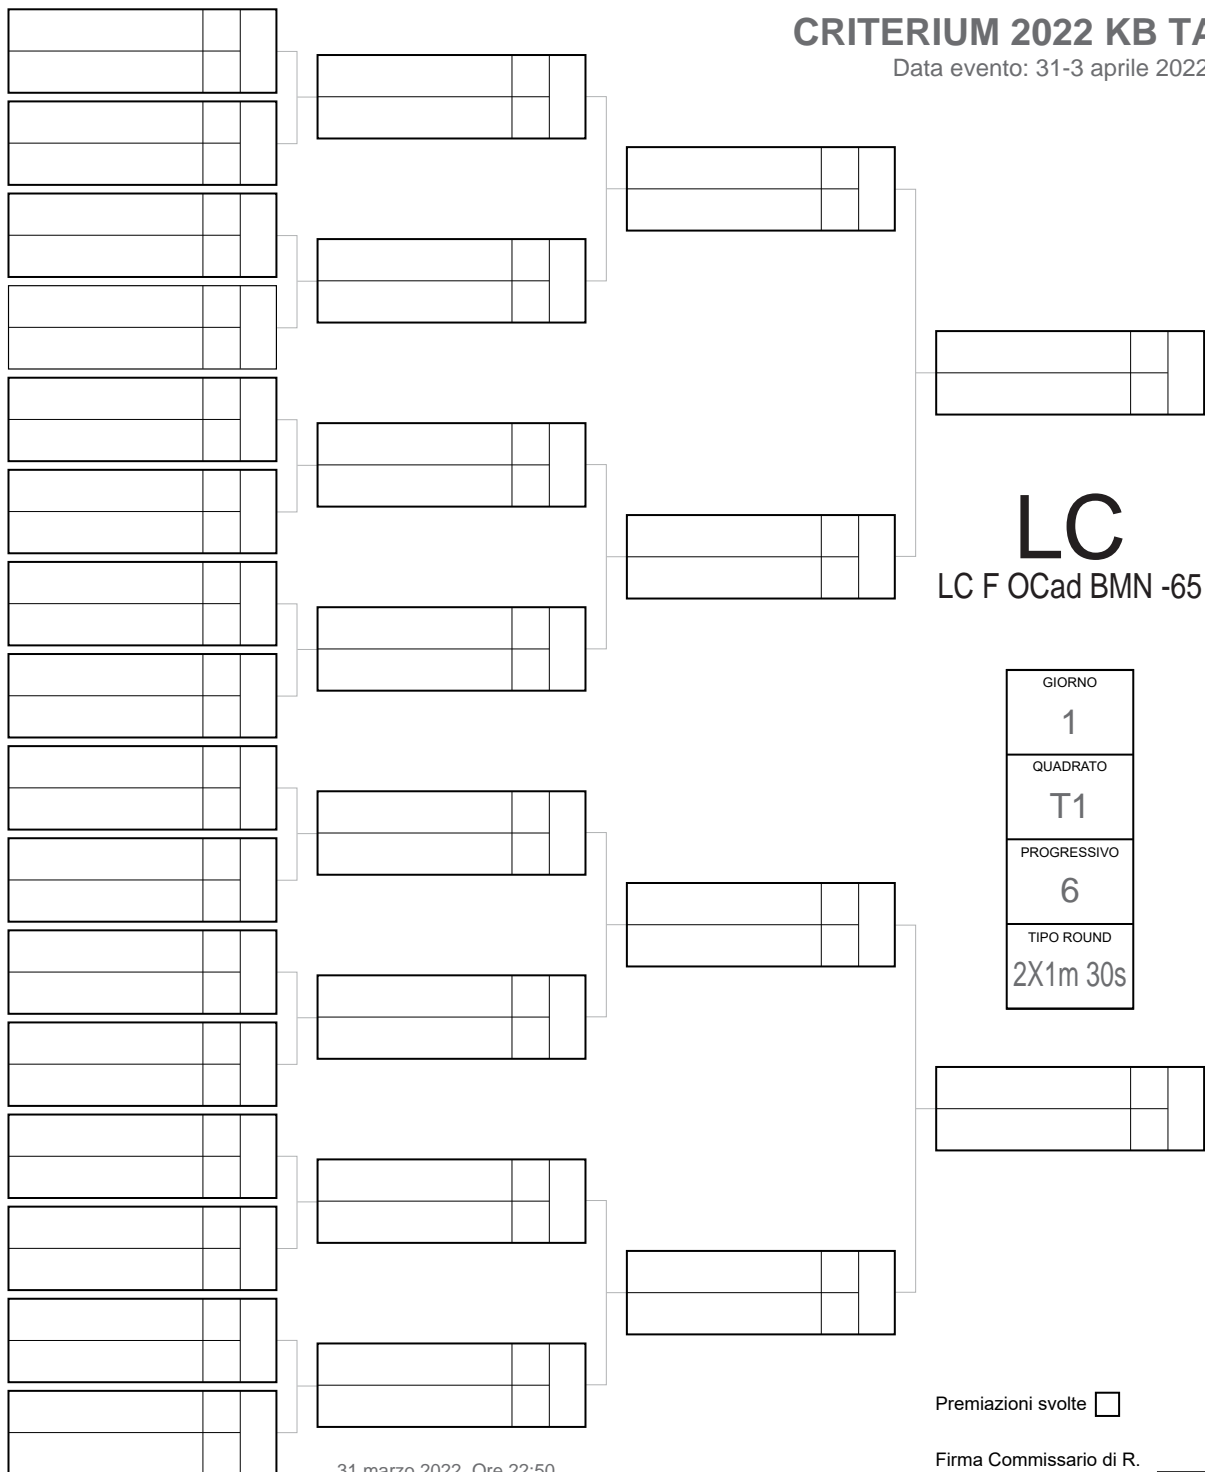 CRITERIUM 2022 KB TA
Data evento: 31-3 aprile 2022
LC
LC F OCad BMN -65
GIORNO
1
QUADRATO
T1
PROGRESSIVO
6
TIPO ROUND
2X1m 30s
Premiazioni svolte
Firma Commissario di R.
31 marzo 2022 Ore 22:50